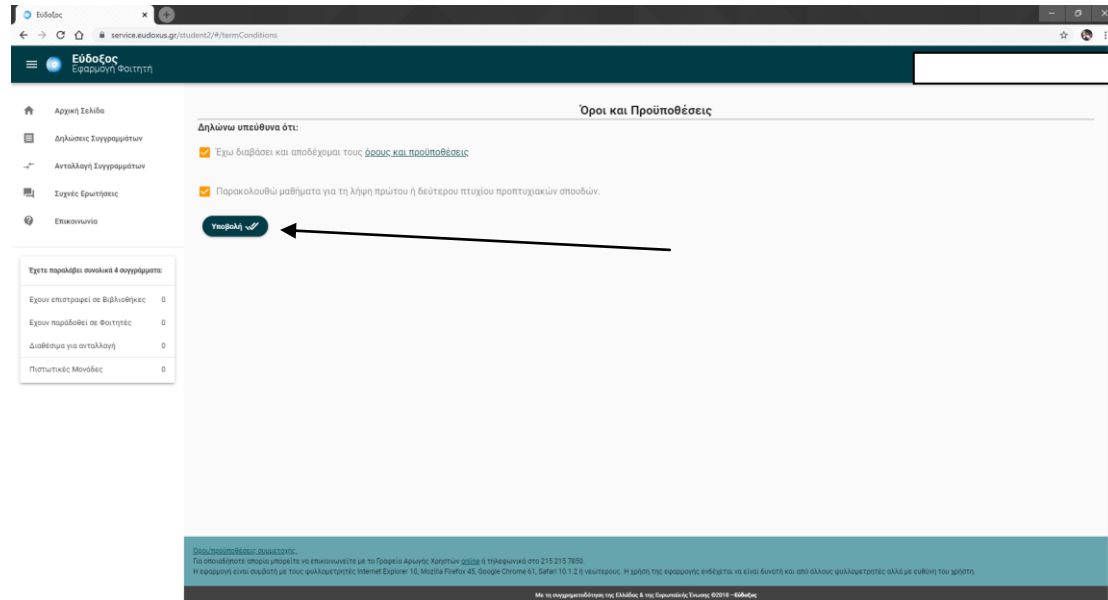 Εύδοξος
service.eudoxus.gr/student2/#/termConditions
Εύδοξος
Εφαρμογή Φοιτητή
Αρχική Σελίδα
Δηλώσεις Συγγραμμάτων
Ανταλλαγή Συγγραμμάτων
Συχνές Ερωτήσεις
Επικοινωνία
Έχετε παραλάβει συνολικά 4 συγγράμματα:
Εχουν επιστραφεί σε Βιβλιοθήκες 0
Εχουν παραδοθεί σε Φοιτητές 0
Διαθέσιμα για ανταλλαγή 0
Πιστωτικές Μονάδες 0
Όροι και Προϋποθέσεις
Δηλώνω υπεύθυνα ότι:
Έχω διαβάσει και αποδέχομαι τους όρους και προϋποθέσεις
Παρακολουθώ μαθήματα για τη λήψη πρώτου ή δεύτερου πτυχίου προπτυχιακών σπουδών.
Υποβολή
Όροι/προϋποθέσεις συμμετοχής.
Για οποιαδήποτε απορία μπορείτε να επικοινωνείτε με το Γραφείο Αρωγής Χρηστών online ή τηλεφωνικά στο 215 215 7850.
Η εφαρμογή είναι συμβατή με τους φυλλομετρητές Internet Explorer 10, Mozilla Firefox 45, Google Chrome 61, Safari 10.1.2 ή νεώτερους. Η χρήση της εφαρμογής ενδέχεται να είναι δυνατή και από άλλους φυλλομετρητές αλλά με ευθύνη του χρήστη.
Με τη συγχρηματοδότηση της Ελλάδας & της Ευρωπαϊκής Ένωσης ©2018 –Εύδοξος